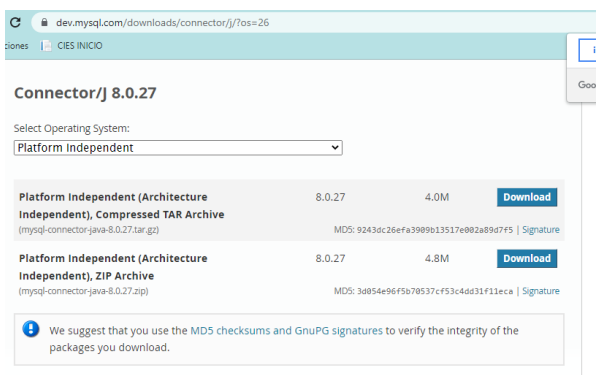 dev.mysql.com/downloads/connector/j/?os=26
ciones CIES INICIO
i
Goo
Connector/J 8.0.27
Select Operating System:
Platform Independent
Platform Independent (Architecture
Independent), Compressed TAR Archive
8.0.27 4.0M Download
(mysql-connector-java-8.0.27.tar.gz) MD5: 9243dc26efa3909b13517e002a89d7f5 | Signature
Platform Independent (Architecture
Independent), ZIP Archive
8.0.27 4.8M Download
(mysql-connector-java-8.0.27.zip) MD5: 3d054e96f5b70537cf53c4dd31f11eca | Signature
We suggest that you use the MD5 checksums and GnuPG signatures to verify the integrity of the
packages you download.